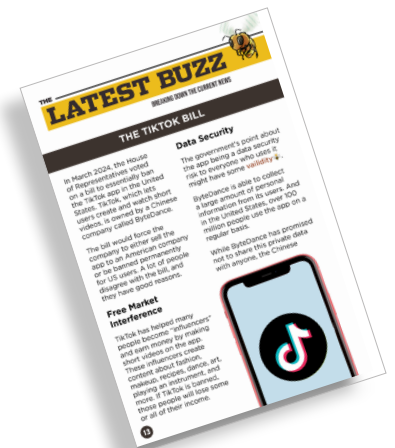 THE
LATEST BUZZ
BREAKING DOWN THE CURRENT NEWS
THE TIKTOK BILL
In March 2024, the House
of Representatives voted
on a bill to essentially ban
the TikTok app in the United
States. TikTok, which lets
users create and watch short
videos, is owned by a Chinese
company called ByteDance.
The bill would force the
company to either sell the
app to an American company
or be banned permanently
for US users. A lot of people
disagree with the bill, and
they have good reasons.
Free Market
Interference
TikTok has helped many
people become “influencers”
and earn money by making
short videos on the app.
These influencers create
content about fashion,
makeup, recipes, dance, art,
playing an instrument, and
more. If TikTok is banned,
those people will lose some
or all of their income.
13
Data Security
The government's point about
the app being a data security
risk to everyone who uses it
might have some validity.
ByteDance is able to collect
a large amount of personal
information from its users. And
in the United States, over 100
million people use the app on a
regular basis.
While ByteDance has promised
not to share this private data
with anyone, the Chinese